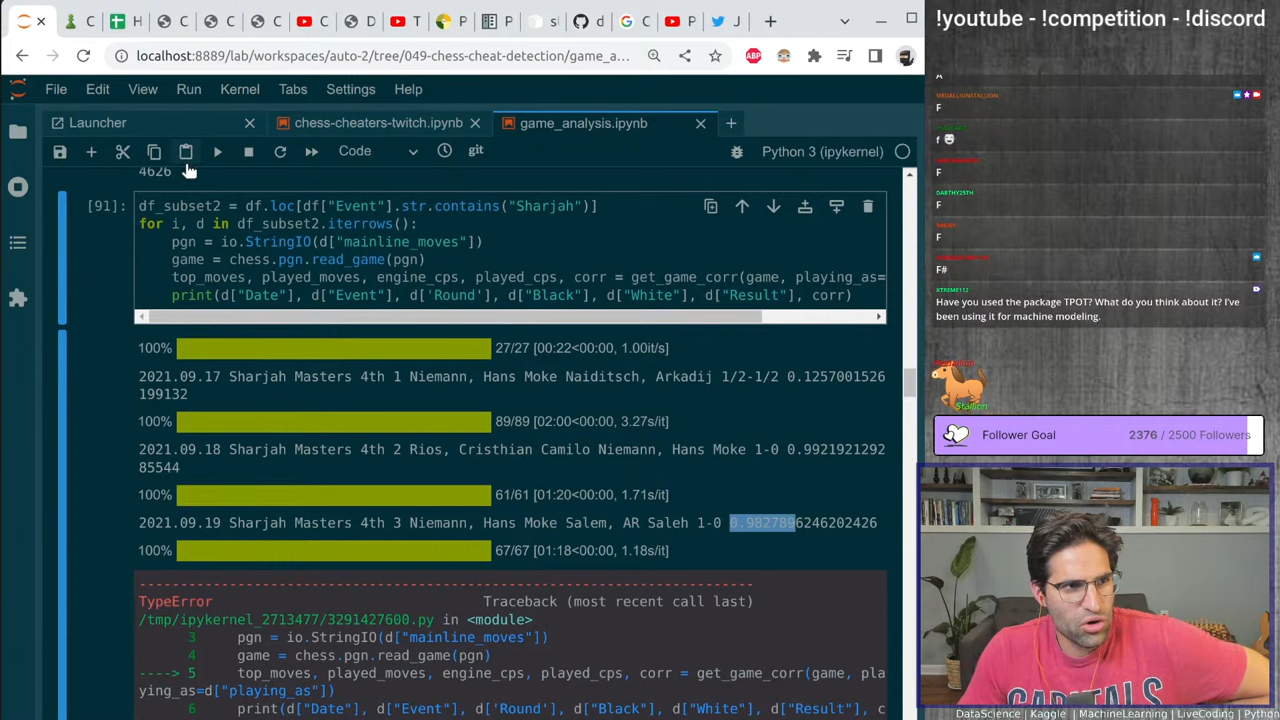 !youtube - !competition - !discord
C
H
C
C
C
D
T
P
P
si
d
C
P
J
localhost:8889/lab/workspaces/auto-2/tree/049-chess-cheat-detection/game_a...
ABP
File Edit View Run Kernel Tabs Settings Help
Launcher
chess-cheaters-twitch.ipynb
game_analysis.ipynb
Code
git
Python 3 (ipykernel)
4626
[91]:
df_subset2 = df.loc[df["Event"].str.contains("Sharjah")]
for i, d in df_subset2.iterrows():
pgn = io.StringIO(d["mainline_moves"])
game = chess.pgn.read_game(pgn)
top_moves, played_moves, engine_cps, played_cps, corr = get_game_corr(game, playing_as=
print(d["Date"], d["Event"], d['Round'], d["Black"], d["White"], d["Result"], corr)
100% 27/27 [00:22<00:00, 1.00it/s]
2021.09.17 Sharjah Masters 4th 1 Niemann, Hans Moke Naiditsch, Arkadij 1/2-1/2 0.1257001526
199132
100% 89/89 [02:00<00:00, 3.27s/it]
2021.09.18 Sharjah Masters 4th 2 Rios, Cristhian Camilo Niemann, Hans Moke 1-0 0.9921921292
85544
100% 61/61 [01:20<00:00, 1.71s/it]
2021.09.19 Sharjah Masters 4th 3 Niemann, Hans Moke Salem, AR Saleh 1-0 0.9827896246202426
100% 67/67 [01:18<00:00, 1.18s/it]
---------------------------------------------------------------------------
TypeError Traceback (most recent call last)
/tmp/ipykernel_2713477/3291427600.py in <module>
3 pgn = io.StringIO(d["mainline_moves"])
4 game = chess.pgn.read_game(pgn)
----> 5 top_moves, played_moves, engine_cps, played_cps, corr = get_game_corr(game, pla
ying_as=d["playing_as"])
6 print(d["Date"], d["Event"], d['Round'], d["Black"], d["White"], d["Result"], c
MEDALLIONSTALLION_
F
f
F
DARTHY25TH
F
F
F#
XTREME112
Have you used the package TPOT? What do you think about it? I've
been using it for machine modeling.
Medallion
Stallion
Follower Goal 2376 / 2500 Followers
CAPITALS
DataScience | Kaggle | MachineLearning | LiveCoding | Python